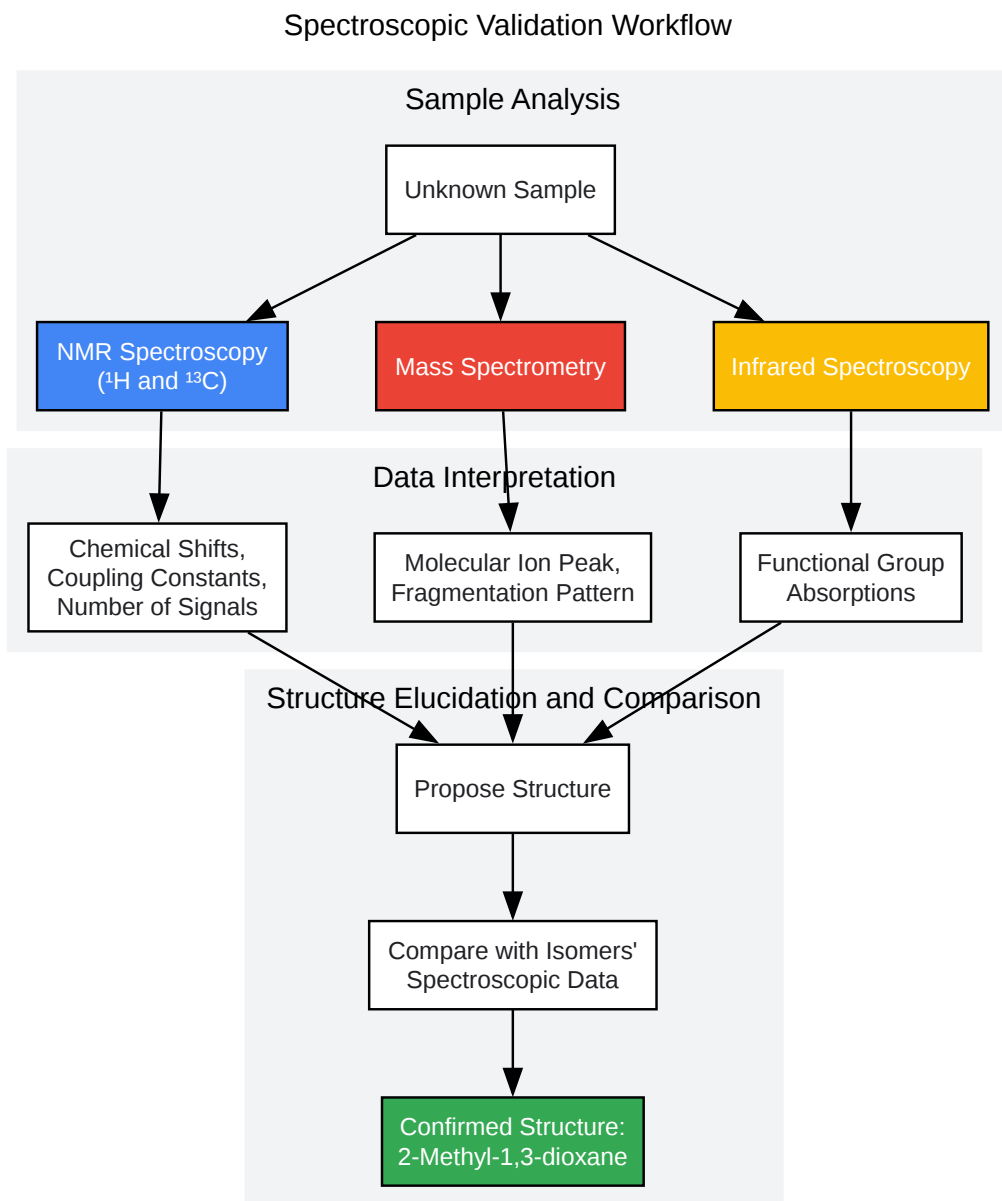 Spectroscopic Validation Workflow
Sample Analysis
Unknown Sample
NMR Spectroscopy
(¹H and ¹³C)
Mass Spectrometry
Infrared Spectroscopy
Data Interpretation
Chemical Shifts,
Coupling Constants,
Number of Signals
Molecular Ion Peak,
Fragmentation Pattern
Functional Group
Absorptions
Structure Elucidation and Comparison
Propose Structure
Compare with Isomers'
Spectroscopic Data
Confirmed Structure:
2-Methyl-1,3-dioxane